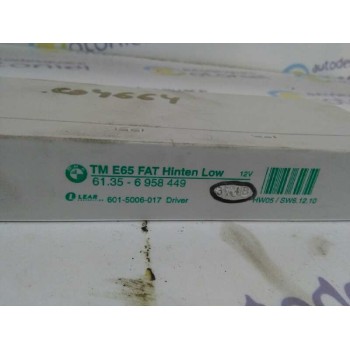 TM E65 FAT Hinten Low 12V
61.35 - 6 958 449
LEAR 601-5006-017 Driver
HW05 / SW6.12.10